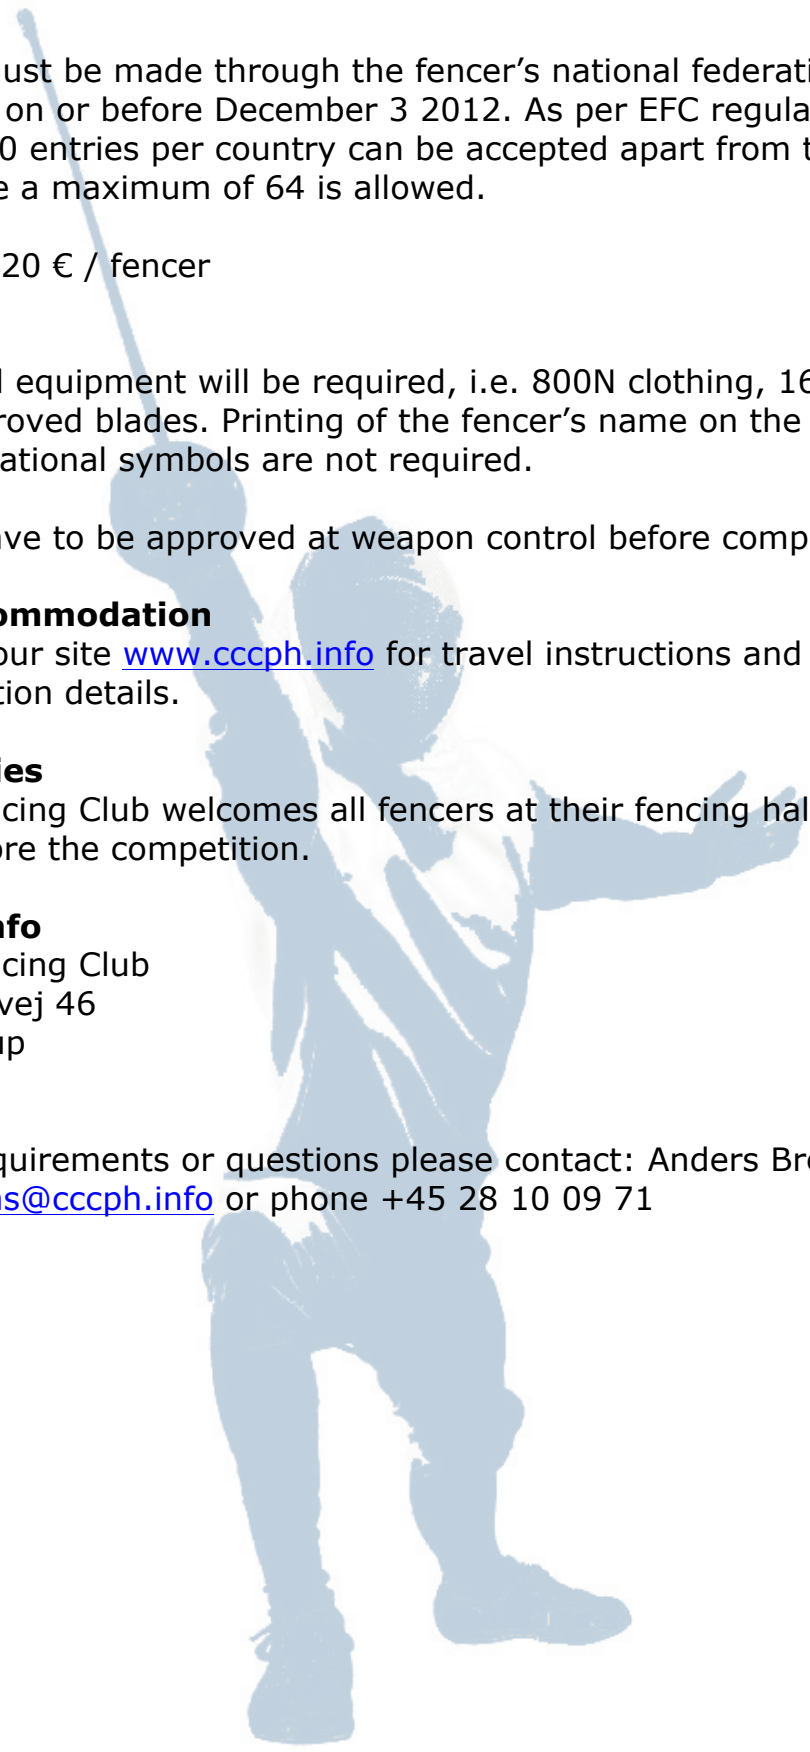 ust be made through the fencer’s national federati
on or before December 3 2012. As per EFC regula
0 entries per country can be accepted apart from t
e a maximum of 64 is allowed.
20 € / fencer
equipment will be required, i.e. 800N clothing, 16
roved blades. Printing of the fencer’s name on the
ational symbols are not required.
ave to be approved at weapon control before comp
ommodation
our site www.cccph.info for travel instructions and
tion details.
ies
cing Club welcomes all fencers at their fencing hal
ore the competition.
nfo
cing Club
vej 46
up
quirements or questions please contact: Anders Br
s@cccph.info or phone +45 28 10 09 71